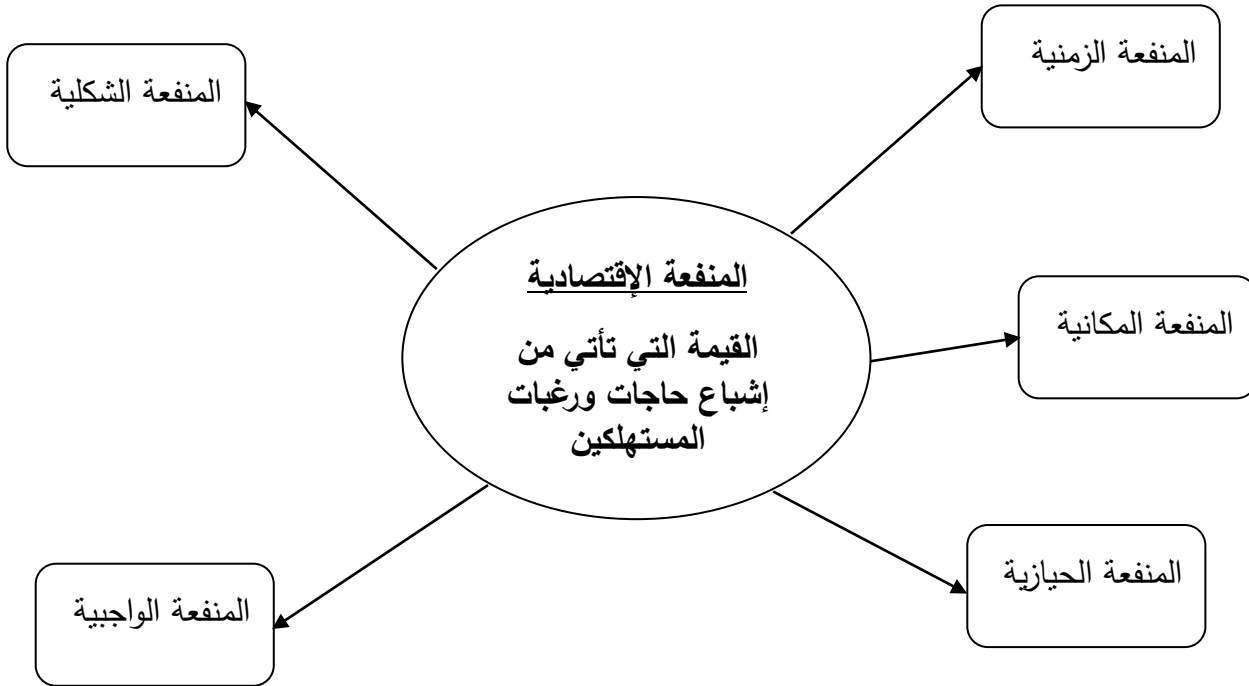 المنفعة الزمنية
المنفعة الشكلية
المنفعة الإقتصادية
القيمة التي تأتي من
إشباع حاجات ورغبات
المستهلكين
المنفعة المكانية
المنفعة الحيازية
المنفعة الواجبية